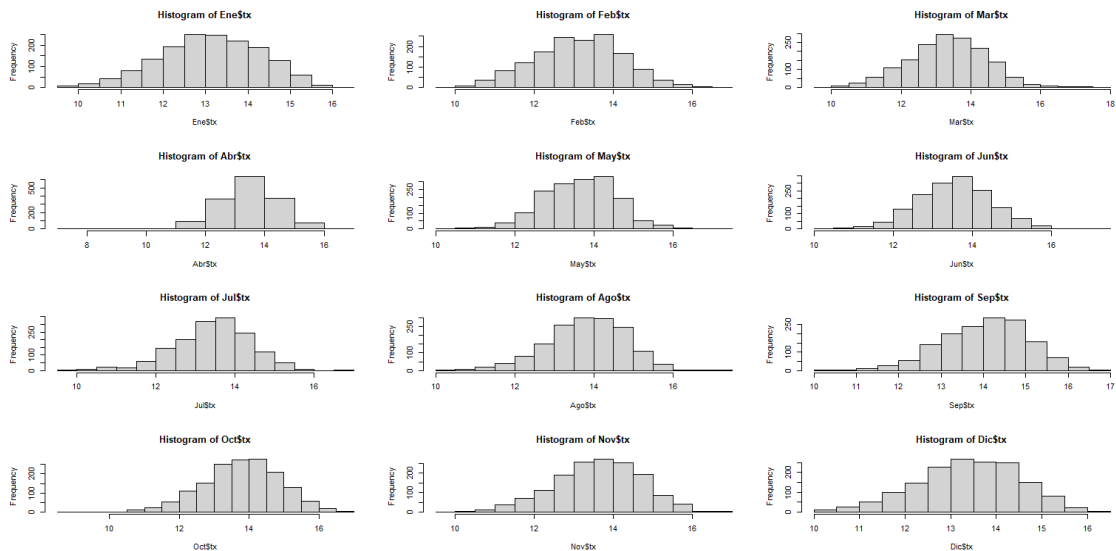 Histogram of Ene$tx
Frequency
0 100 200
10 11 12 13 14 15 16
Ene$tx
Histogram of Feb$tx
Frequency
0 100 200
10 12 14 16
Feb$tx
Histogram of Mar$tx
Frequency
0 100 250
10 12 14 16 18
Mar$tx
Histogram of Abr$tx
Frequency
0 200 500
8 10 12 14 16
Abr$tx
Histogram of May$tx
Frequency
0 100 250
10 12 14 16
May$tx
Histogram of Jun$tx
Frequency
0 100 250
10 12 14 16
Jun$tx
Histogram of Jul$tx
Frequency
0 100 250
10 12 14 16
Jul$tx
Histogram of Ago$tx
Frequency
0 100 250
10 12 14 16
Ago$tx
Histogram of Sep$tx
Frequency
0 100 250
10 11 12 13 14 15 16 17
Sep$tx
Histogram of Oct$tx
Frequency
0 100 200
10 12 14 16
Oct$tx
Histogram of Nov$tx
Frequency
0 100 200
10 12 14 16
Nov$tx
Histogram of Dic$tx
Frequency
0 100 200
10 11 12 13 14 15 16
Dic$tx